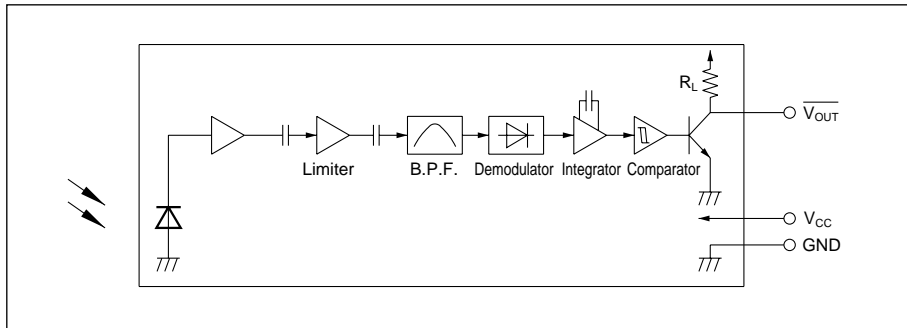 R_L
V_OUT
Limiter
B.P.F.
Demodulator
Integrator
Comparator
V_CC
GND